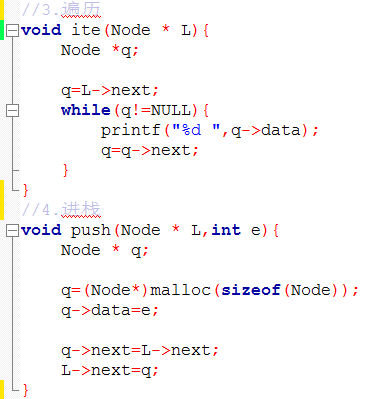 //3.遍历
void ite(Node * L){
    Node *q;

    q=L->next;
    while(q!=NULL){
        printf("%d ",q->data);
        q=q->next;
    }
}
//4.进栈
void push(Node * L,int e){
    Node * q;

    q=(Node*)malloc(sizeof(Node));
    q->data=e;

    q->next=L->next;
    L->next=q;
}